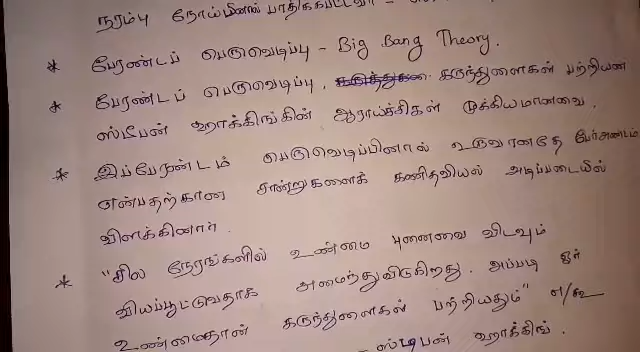 நரம்பு நோயினால் பாதிக்கப்பட்டவர் -
* பேரண்டப் பெருவெடிப்பு - Big Bang Theory.
* பேரண்டப் பெருவெடிப்பு, கருந்துளைகள் பற்றியன
ஸ்டீபன் ஹாக்கிங்கின் ஆராய்ச்சிகள் முக்கியமானவை.
* இப்பேரண்டம் பெருவெடிப்பினால் உருவானதே பேரண்டம்
என்பதற்கான சான்றுகளைக் கணிதவியல் அடிப்படையில்
விளக்கினார்.
* "சில நேரங்களில் உண்மை புனைவை விடவும்
வியப்பூட்டுவதாக அமைந்துவிடுகிறது. அப்படி ஓர்
உண்மைதான் கருந்துளைகள் பற்றியதும்"
- ஸ்டீபன் ஹாக்கிங்.